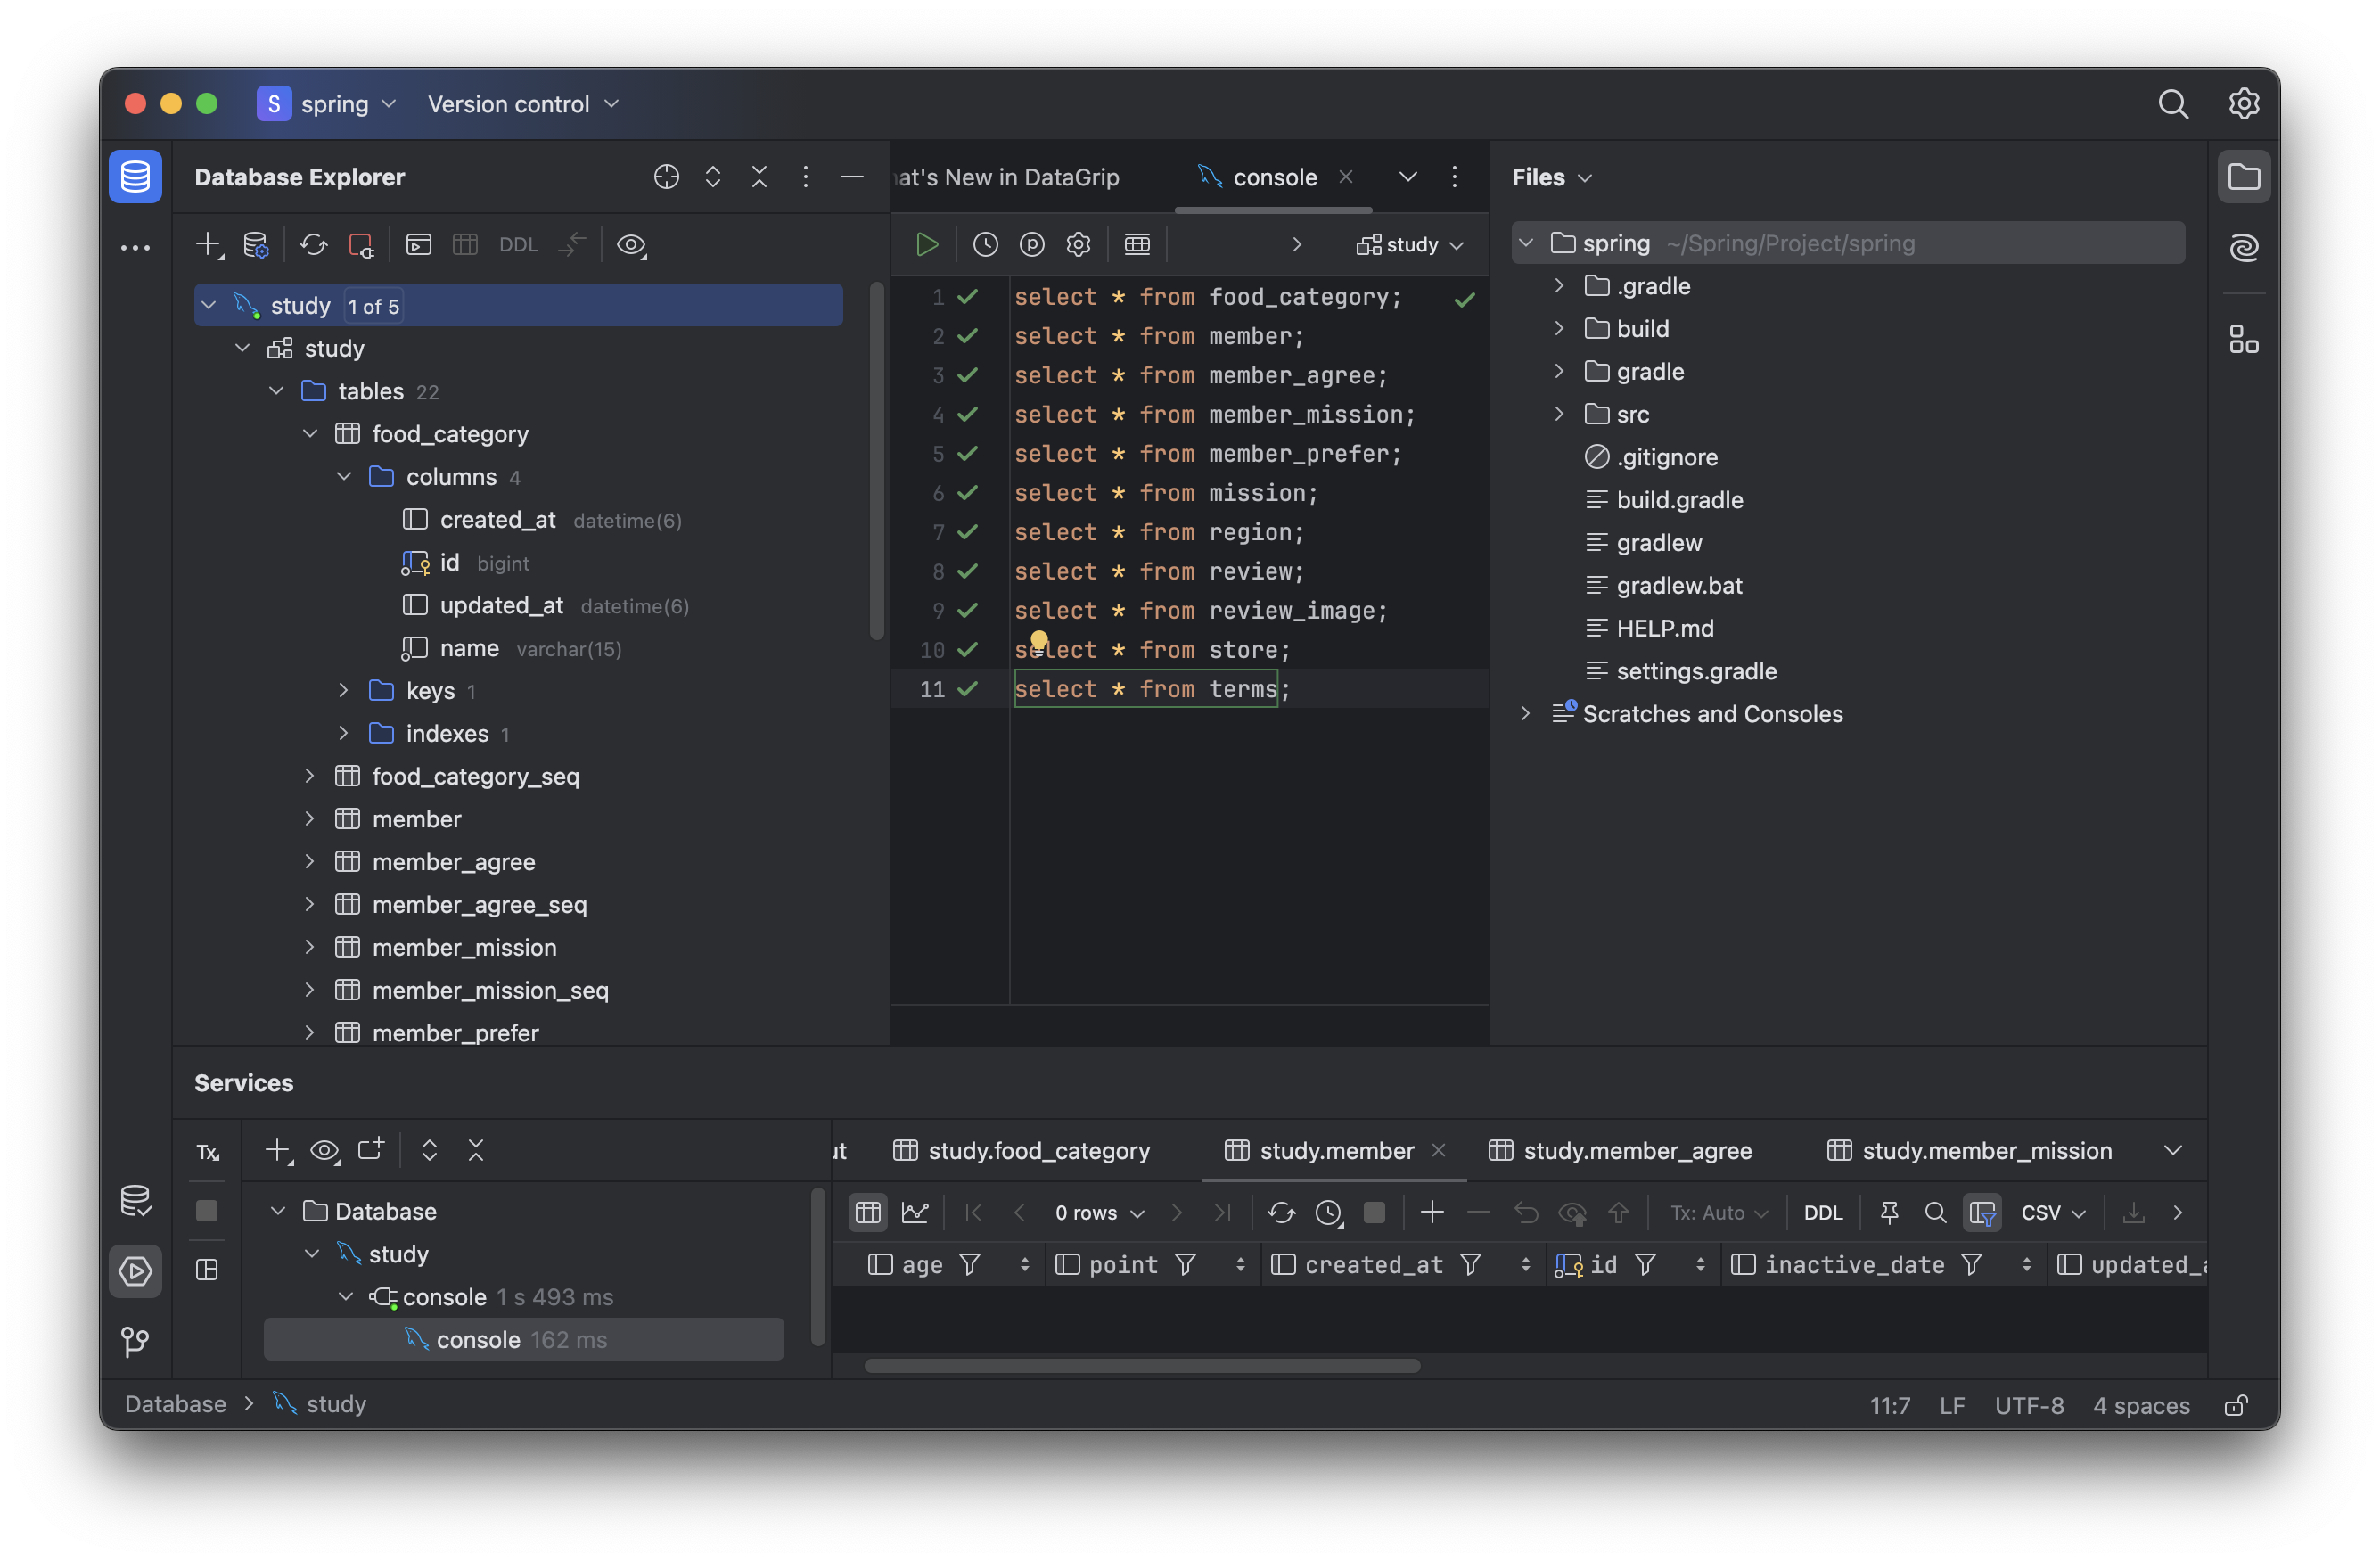 S spring Version control
Database Explorer
DDL
study 1 of 5
study
tables 22
food_category
columns 4
created_at datetime(6)
id bigint
updated_at datetime(6)
name varchar(15)
keys 1
indexes 1
food_category_seq
member
member_agree
member_agree_seq
member_mission
member_mission_seq
member_prefer
at's New in DataGrip console
study
1 select * from food_category;
2 select * from member;
3 select * from member_agree;
4 select * from member_mission;
5 select * from member_prefer;
6 select * from mission;
7 select * from region;
8 select * from review;
9 select * from review_image;
10 select * from store;
11 select * from terms;
Files
spring ~/Spring/Project/spring
.gradle
build
gradle
src
.gitignore
build.gradle
gradlew
gradlew.bat
HELP.md
settings.gradle
Scratches and Consoles
Services
Tx
Database
study
console 1 s 493 ms
console 162 ms
ut study.food_category study.member study.member_agree study.member_mission
0 rows Tx: Auto DDL CSV
age point created_at id inactive_date updated_a
Database study
11:7 LF UTF-8 4 spaces